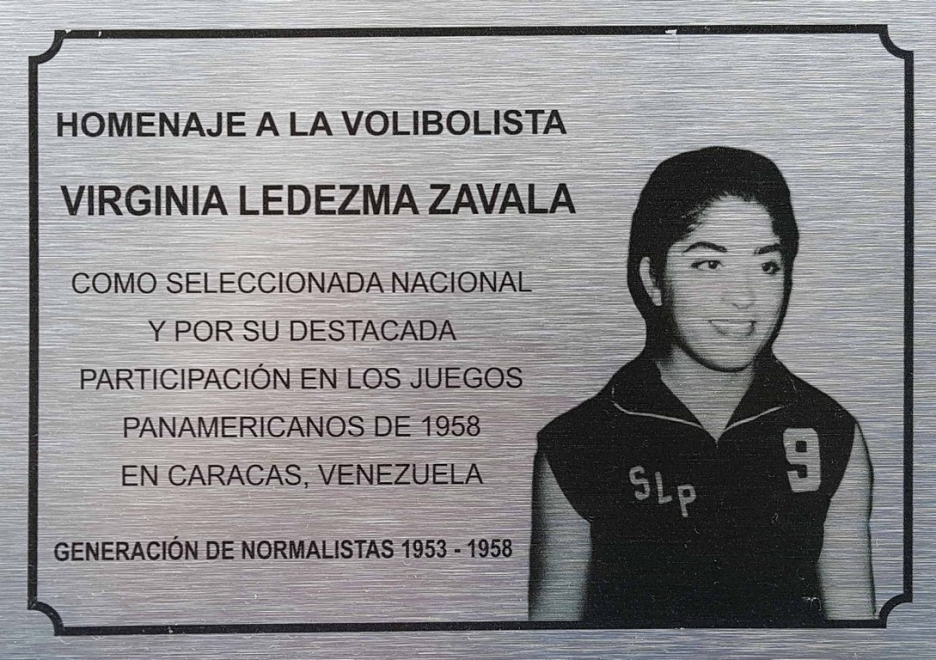 HOMENAJE A LA VOLIBOLISTA
VIRGINIA LEDEZMA ZAVALA
COMO SELECCIONADA NACIONAL
Y POR SU DESTACADA
PARTICIPACIÓN EN LOS JUEGOS
PANAMERICANOS DE 1958
EN CARACAS, VENEZUELA
GENERACIÓN DE NORMALISTAS 1953 - 1958
SLP 9